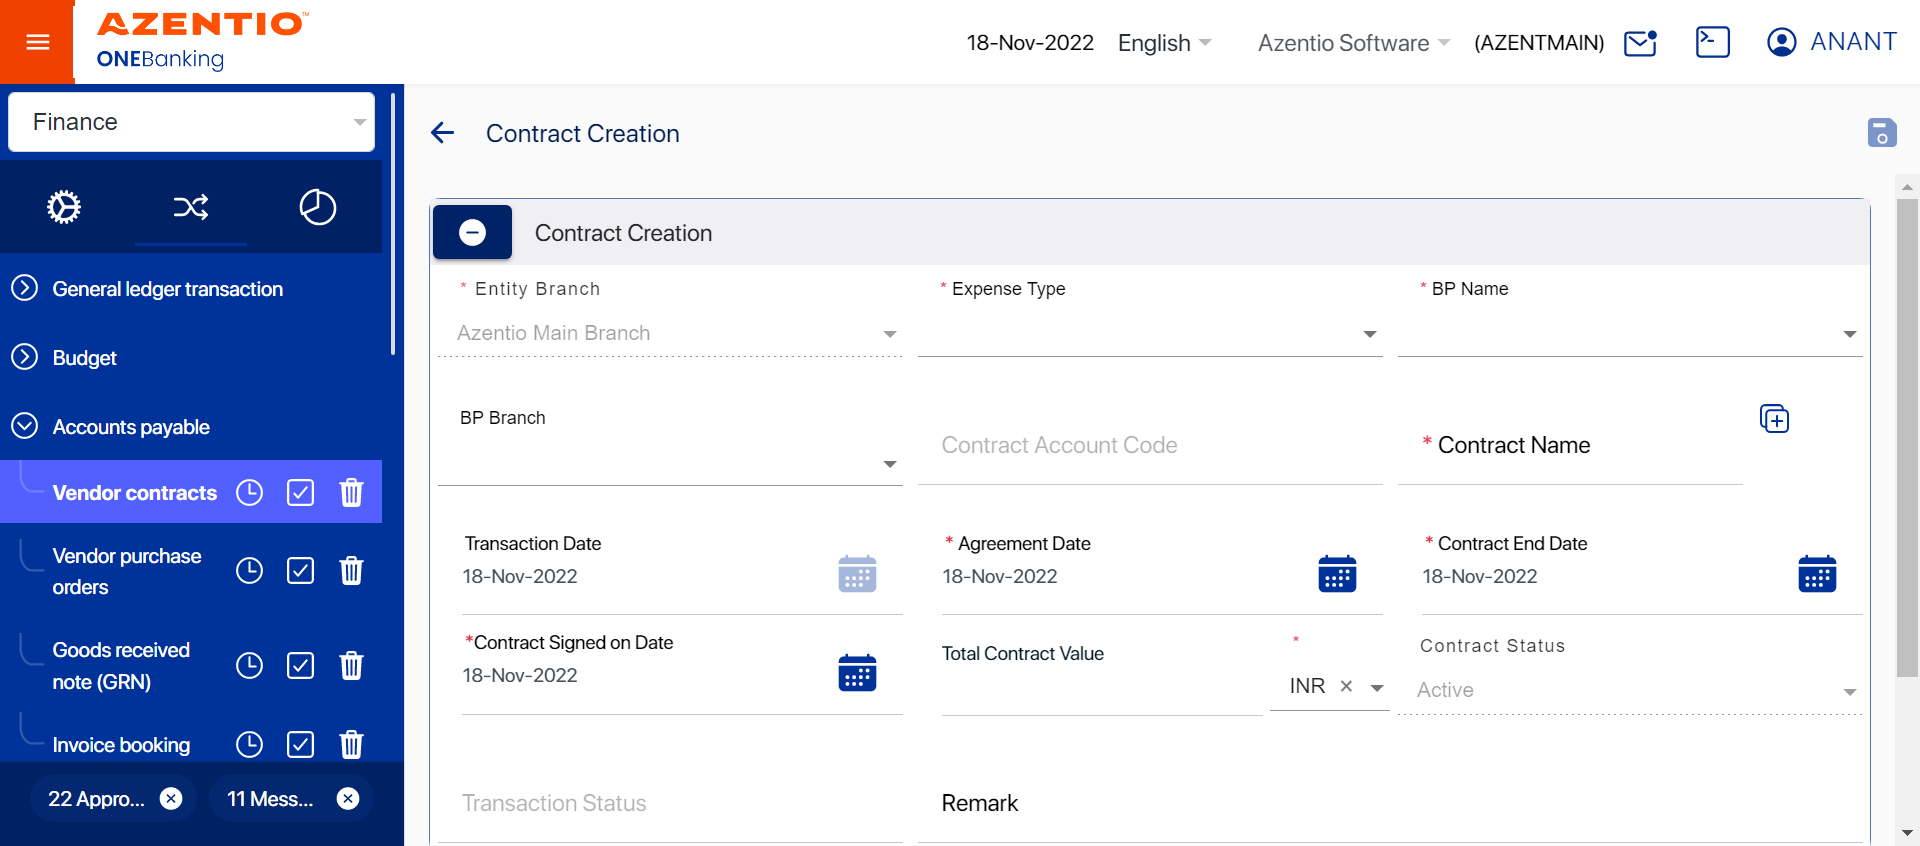 AZENTIO™
ONEBanking
18-Nov-2022 English Azentio Software (AZENTMAIN) ANANT
Finance
General ledger transaction
Budget
Accounts payable
Vendor contracts
Vendor purchase
orders
Goods received
note (GRN)
Invoice booking
22 Appro...
11 Mess...
Contract Creation
Contract Creation
* Entity Branch
Azentio Main Branch
* Expense Type
* BP Name
BP Branch
Contract Account Code
* Contract Name
Transaction Date
18-Nov-2022
* Agreement Date
18-Nov-2022
* Contract End Date
18-Nov-2022
*Contract Signed on Date
18-Nov-2022
Total Contract Value
*
INR
Contract Status
Active
Transaction Status
Remark